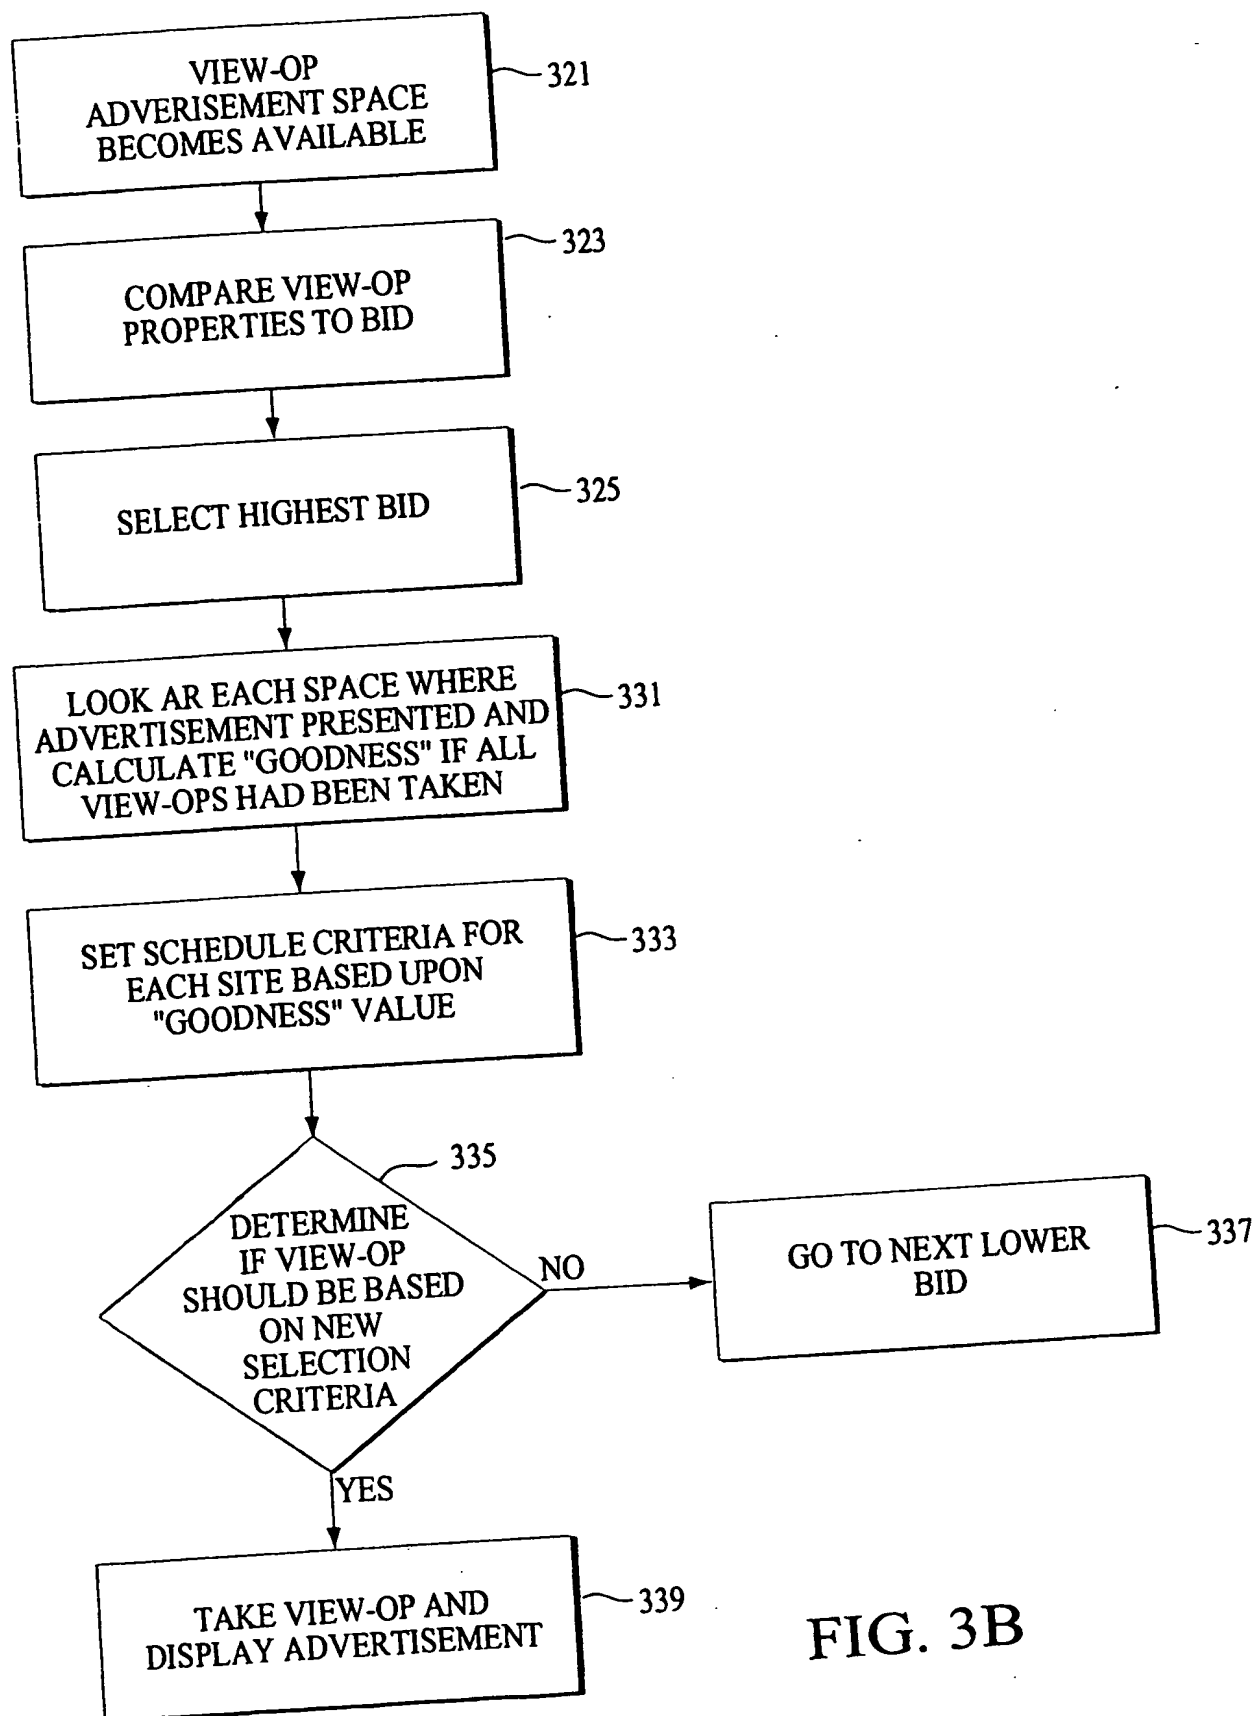 VIEW-OP
ADVERISEMENT SPACE
BECOMES AVAILABLE
321
COMPARE VIEW-OP
PROPERTIES TO BID
323
SELECT HIGHEST BID
325
LOOK AR EACH SPACE WHERE
ADVERTISEMENT PRESENTED AND
CALCULATE "GOODNESS" IF ALL
VIEW-OPS HAD BEEN TAKEN
331
SET SCHEDULE CRITERIA FOR
EACH SITE BASED UPON
"GOODNESS" VALUE
333
335
DETERMINE
IF VIEW-OP
SHOULD BE BASED
ON NEW
SELECTION
CRITERIA
NO
GO TO NEXT LOWER
BID
337
YES
TAKE VIEW-OP AND
DISPLAY ADVERTISEMENT
339
FIG. 3B